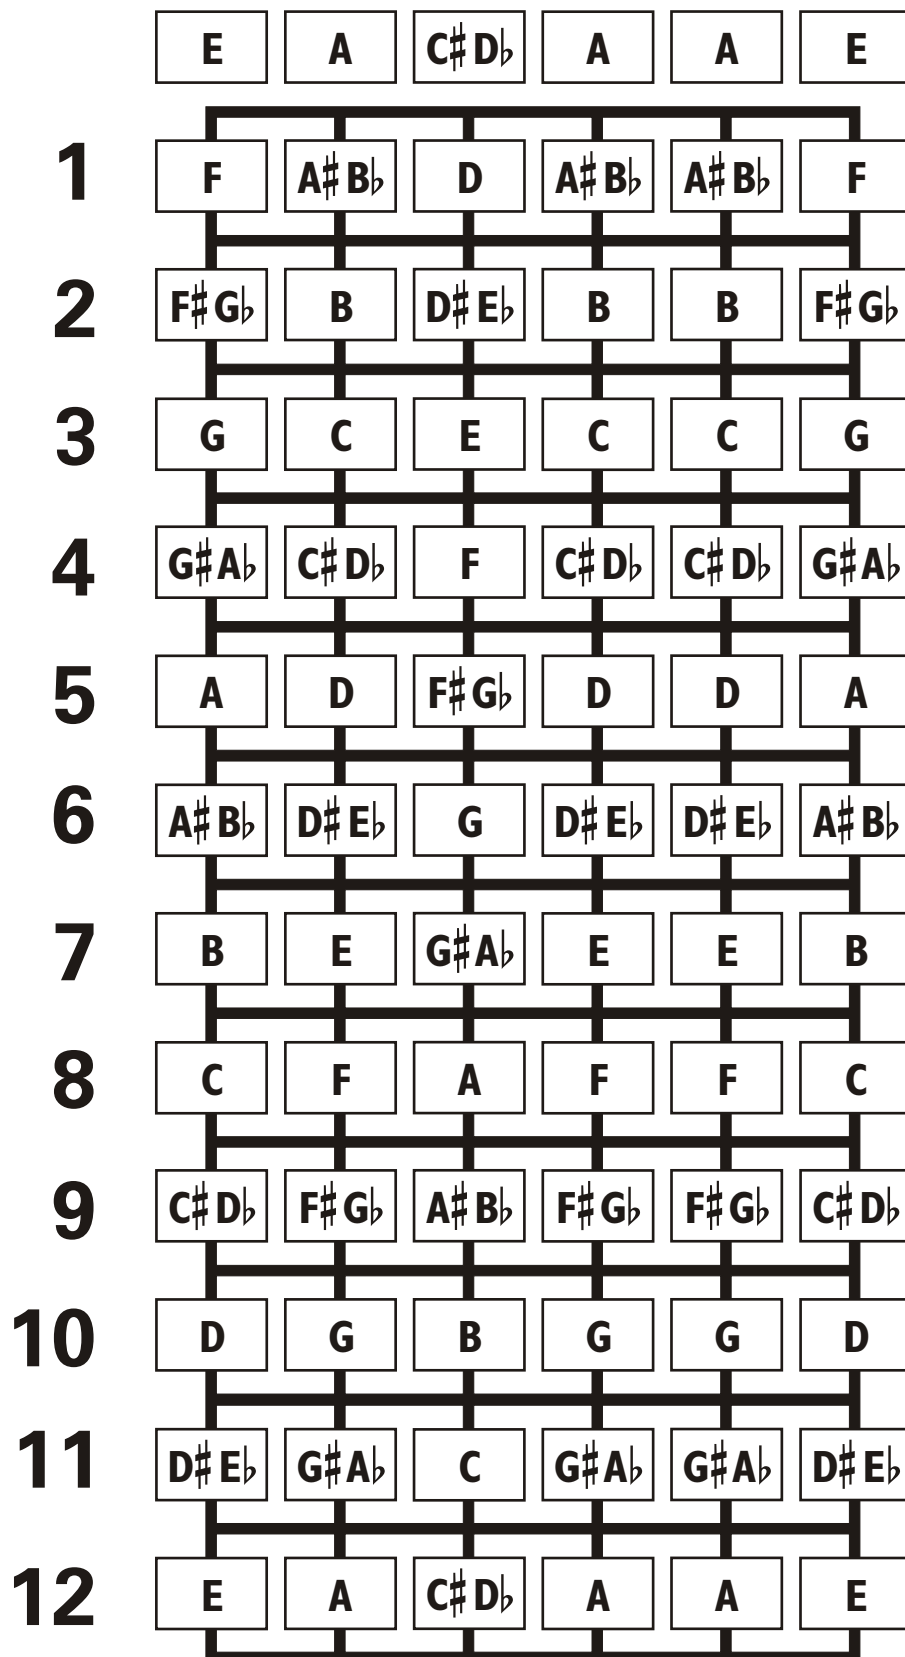 E A C♯D♭ A A E
1 F A♯B♭ D A♯B♭ A♯B♭ F
2 F♯G♭ B D♯E♭ B B F♯G♭
3 G C E C C G
4 G♯A♭ C♯D♭ F C♯D♭ C♯D♭ G♯A♭
5 A D F♯G♭ D D A
6 A♯B♭ D♯E♭ G D♯E♭ D♯E♭ A♯B♭
7 B E G♯A♭ E E B
8 C F A F F C
9 C♯D♭ F♯G♭ A♯B♭ F♯G♭ F♯G♭ C♯D♭
10 D G B G G D
11 D♯E♭ G♯A♭ C G♯A♭ G♯A♭ D♯E♭
12 E A C♯D♭ A A E